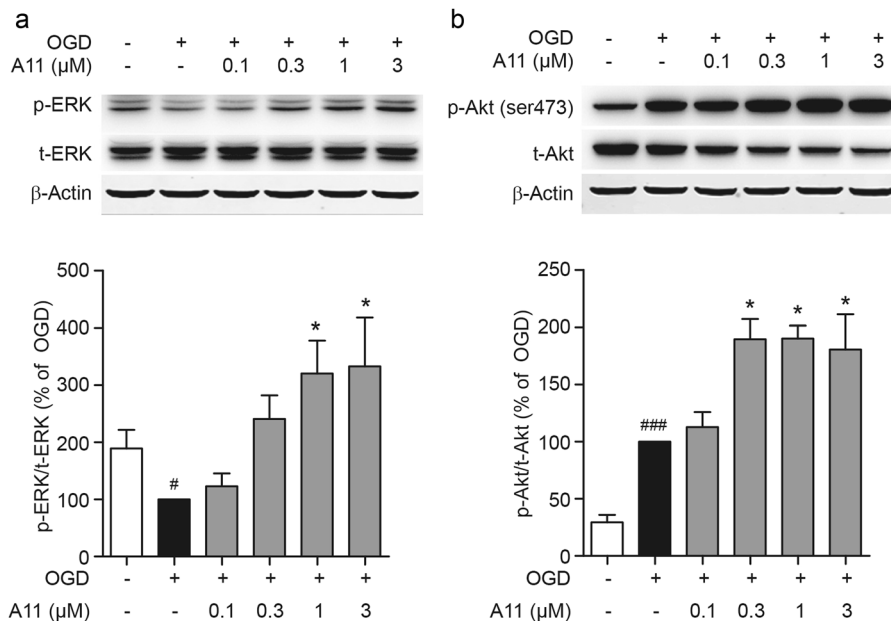 a
OGD - + + + + +
A11 (μM) - - 0.1 0.3 1 3
p-ERK
t-ERK
β-Actin
500
400
300
200
100
0
p-ERK/t-ERK (% of OGD)
#
*
*
OGD - + + + + +
A11 (μM) - - 0.1 0.3 1 3
b
OGD - + + + + +
A11 (μM) - - 0.1 0.3 1 3
p-Akt (ser473)
t-Akt
β-Actin
250
200
150
100
50
0
p-Akt/t-Akt (% of OGD)
###
*
*
*
OGD - + + + + +
A11 (μM) - - 0.1 0.3 1 3